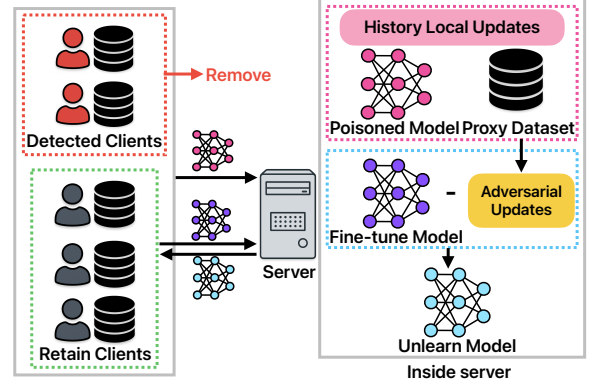 Remove
Detected Clients
Retain Clients
Server
History Local Updates
Poisoned Model
Proxy Dataset
-
Adversarial
Updates
Fine-tune Model
Unlearn Model
Inside server